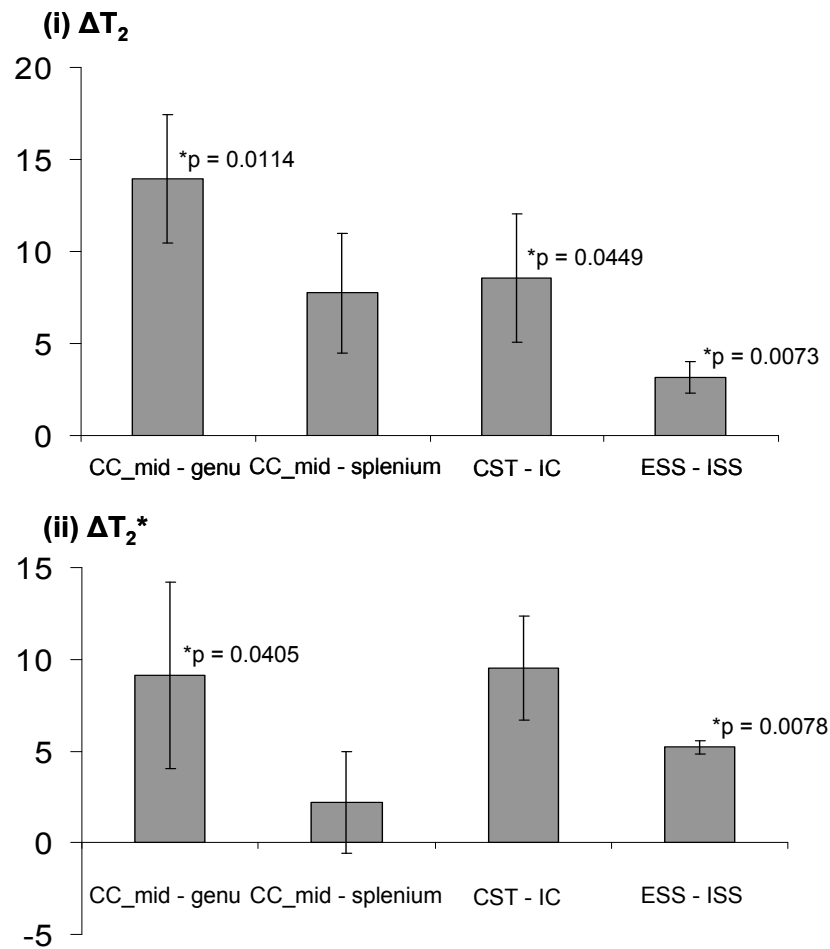 (i) ΔT₂
20
*p = 0.0114
15
10
*p = 0.0449
5
*p = 0.0073
0
CC_mid - genu CC_mid - splenium CST - IC ESS - ISS
(ii) ΔT₂*
15
*p = 0.0405
10
*p = 0.0078
5
0
CC_mid - genu CC_mid - splenium CST - IC ESS - ISS
-5